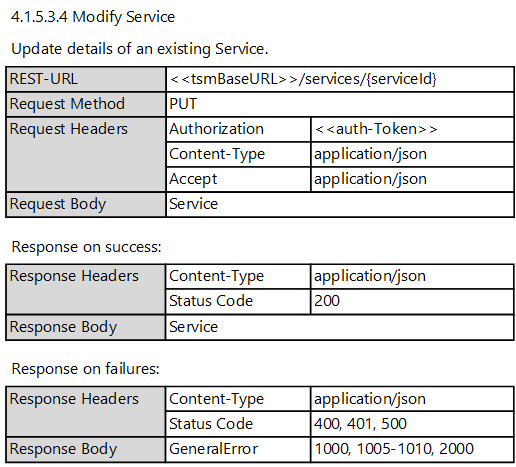 4.1.5.3.4 Modify Service
Update details of an existing Service.
REST-URL <<tsmBaseURL>>/services/{serviceId}
Request Method PUT
Request Headers Authorization <<auth-Token>>
Content-Type application/json
Accept application/json
Request Body Service
Response on success:
Response Headers Content-Type application/json
Status Code 200
Response Body Service
Response on failures:
Response Headers Content-Type application/json
Status Code 400, 401, 500
Response Body GeneralError 1000, 1005-1010, 2000